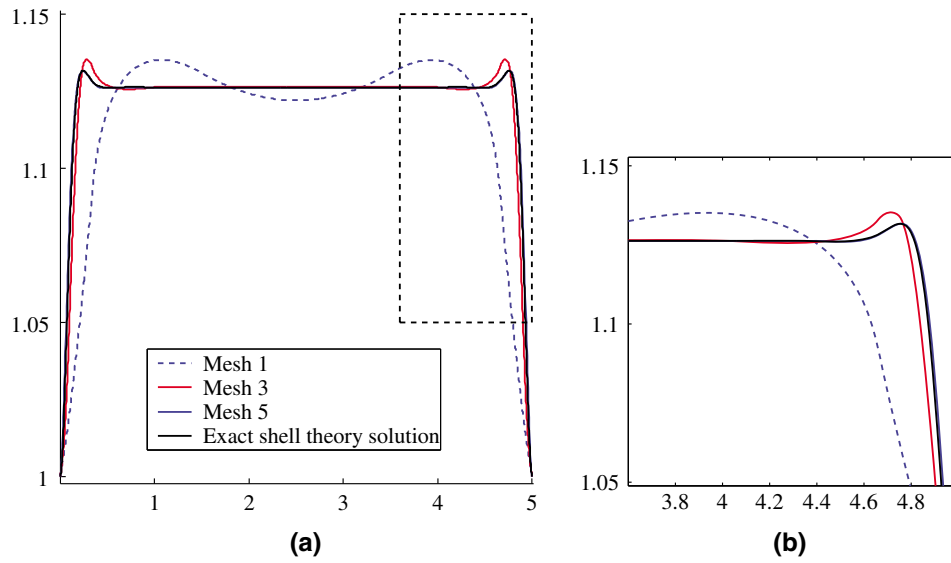 1.15
1.1
1.05
1
1 2 3 4 5
Mesh 1
Mesh 3
Mesh 5
Exact shell theory solution
(a)
1.15
1.1
1.05
3.8 4 4.2 4.4 4.6 4.8
(b)